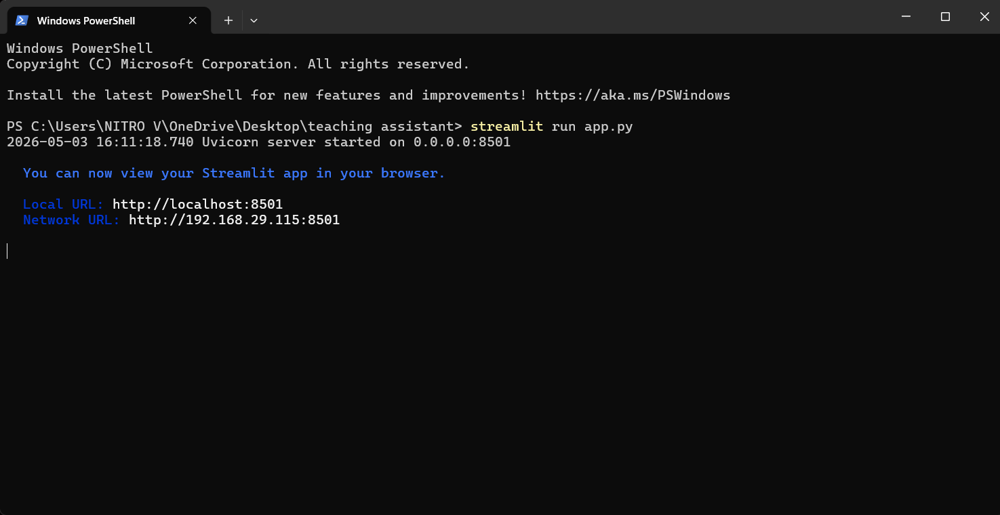 Windows PowerShell
Windows PowerShell
Copyright (C) Microsoft Corporation. All rights reserved.
Install the latest PowerShell for new features and improvements! https://aka.ms/PSWindows
PS C:\Users\NITRO V\OneDrive\Desktop\teaching assistant> streamlit run app.py
2026-05-03 16:11:18.740 Uvicorn server started on 0.0.0.0:8501
You can now view your Streamlit app in your browser.
Local URL: http://localhost:8501
Network URL: http://192.168.29.115:8501